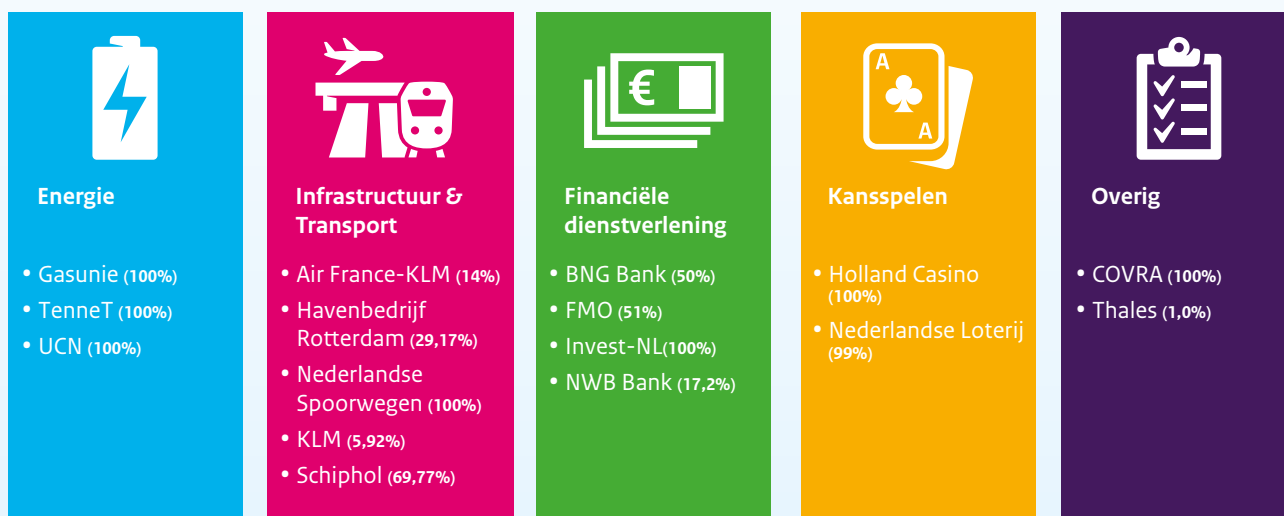 Energie
• Gasunie (100%)
• TenneT (100%)
• UCN (100%)
Infrastructuur &
Transport
• Air France-KLM (14%)
• Havenbedrijf
Rotterdam (29,17%)
• Nederlandse
Spoorwegen (100%)
• KLM (5,92%)
• Schiphol (69,77%)
€
Financiële
dienstverlening
• BNG Bank (50%)
• FMO (51%)
• Invest-NL(100%)
• NWB Bank (17,2%)
A
A
Kansspelen
• Holland Casino
(100%)
• Nederlandse Loterij
(99%)
Overig
• COVRA (100%)
• Thales (1,0%)